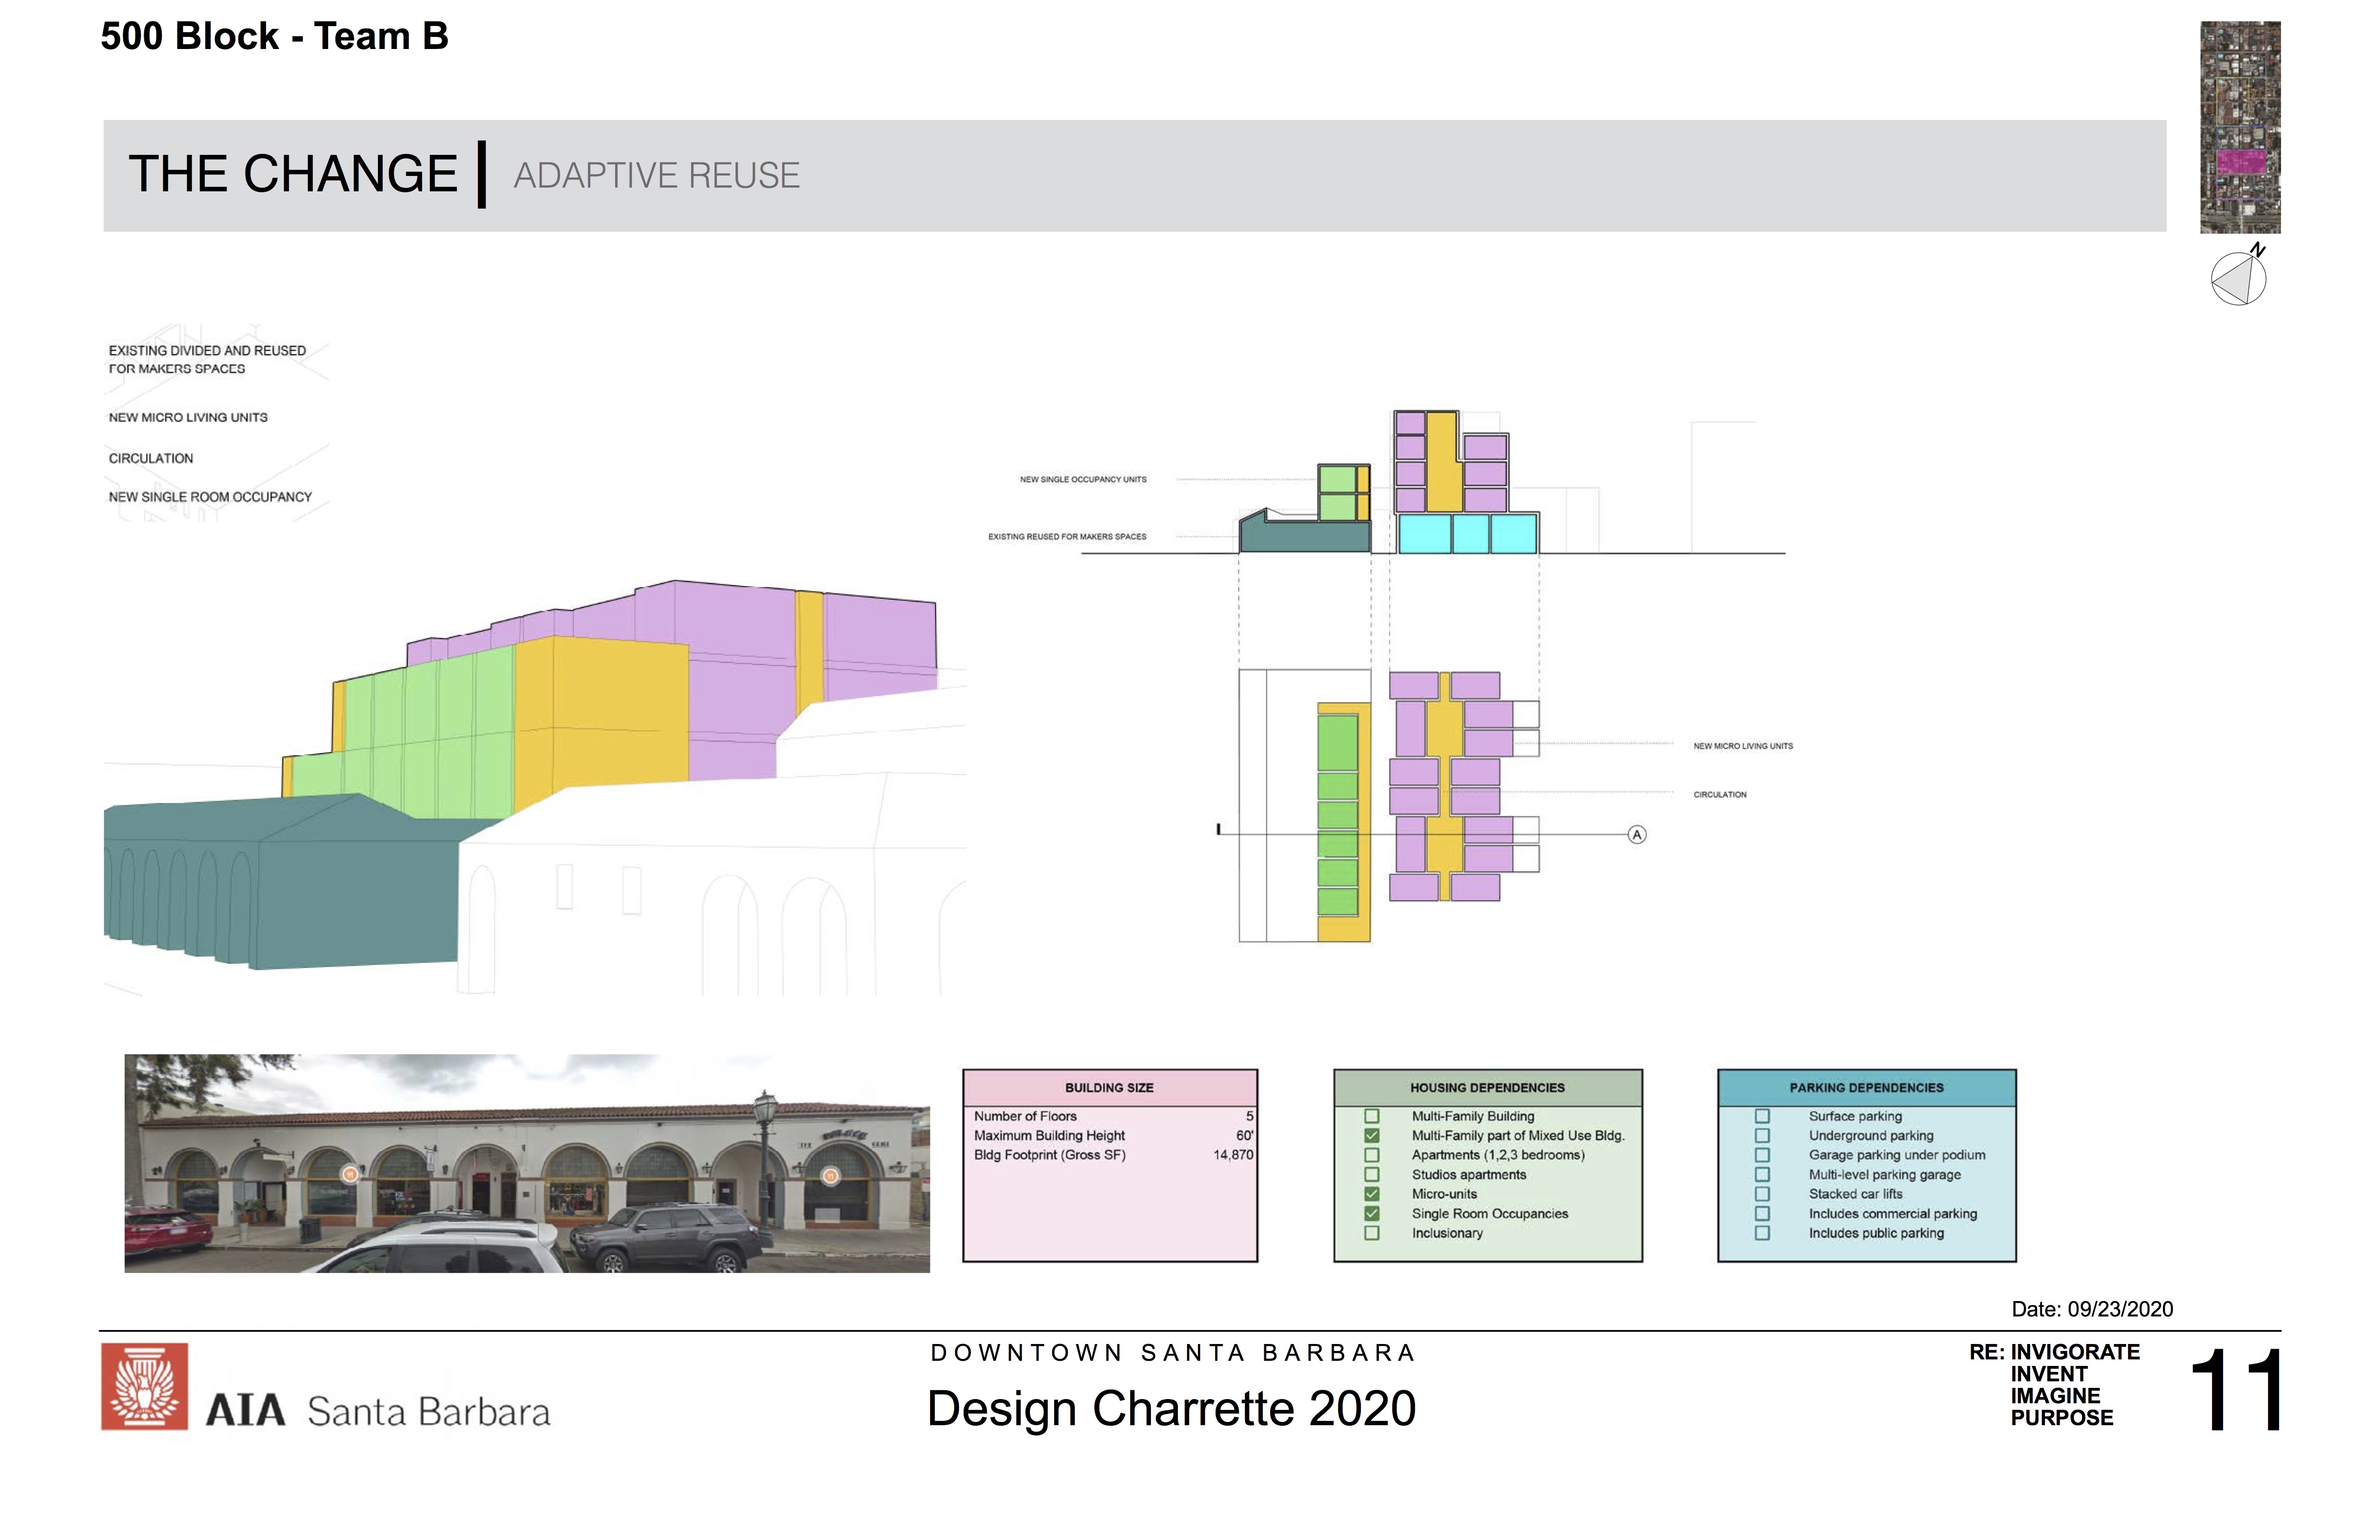 500 Block - Team B
THE CHANGE | ADAPTIVE REUSE
N
EXISTING DIVIDED AND REUSED
FOR MAKERS SPACES
NEW MICRO LIVING UNITS
CIRCULATION
NEW SINGLE ROOM OCCUPANCY
NEW SINGLE OCCUPANCY UNITS
EXISTING REUSED FOR MAKERS SPACES
NEW MICRO LIVING UNITS
CIRCULATION
A
BUILDING SIZE
Number of Floors 5
Maximum Building Height 60'
Bldg Footprint (Gross SF) 14,870
HOUSING DEPENDENCIES
Multi-Family Building
Multi-Family part of Mixed Use Bldg.
Apartments (1,2,3 bedrooms)
Studios apartments
Micro-units
Single Room Occupancies
Inclusionary
PARKING DEPENDENCIES
Surface parking
Underground parking
Garage parking under podium
Multi-level parking garage
Stacked car lifts
Includes commercial parking
Includes public parking
Date: 09/23/2020
AIA Santa Barbara
DOWNTOWN SANTA BARBARA
Design Charrette 2020
RE: INVIGORATE
INVENT
IMAGINE
PURPOSE
11